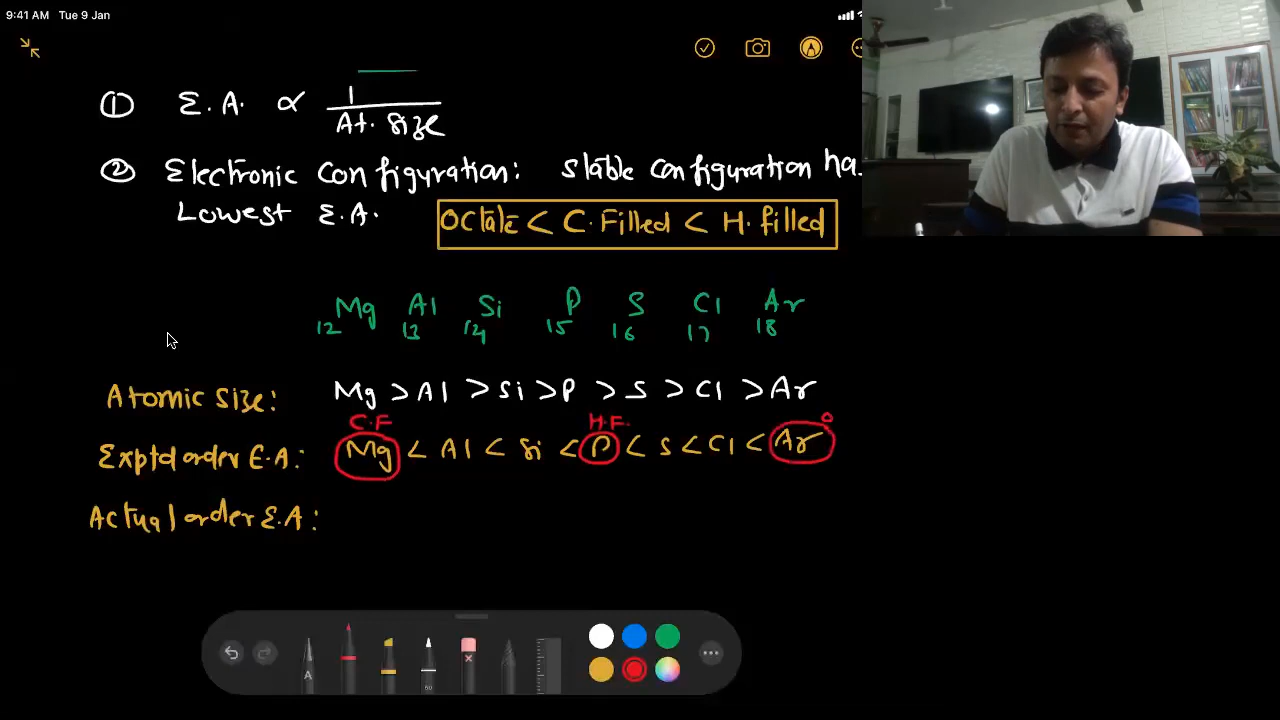 9:41 AM Tue 9 Jan
① E.A. ∝ 1 / At. Size
② Electronic Configuration: Stable Configuration ha
Lowest E.A.
Octate < C.Filled < H.filled
Mg Al Si P S Cl Ar
12 13 14 15 16 17 18
Atomic Size: Mg > Al > Si > P > S > Cl > Ar
C.F H.F. O
Exptd order E.A: Mg < Al < Si < P < S < Cl < Ar
Actual order E.A:
A
80